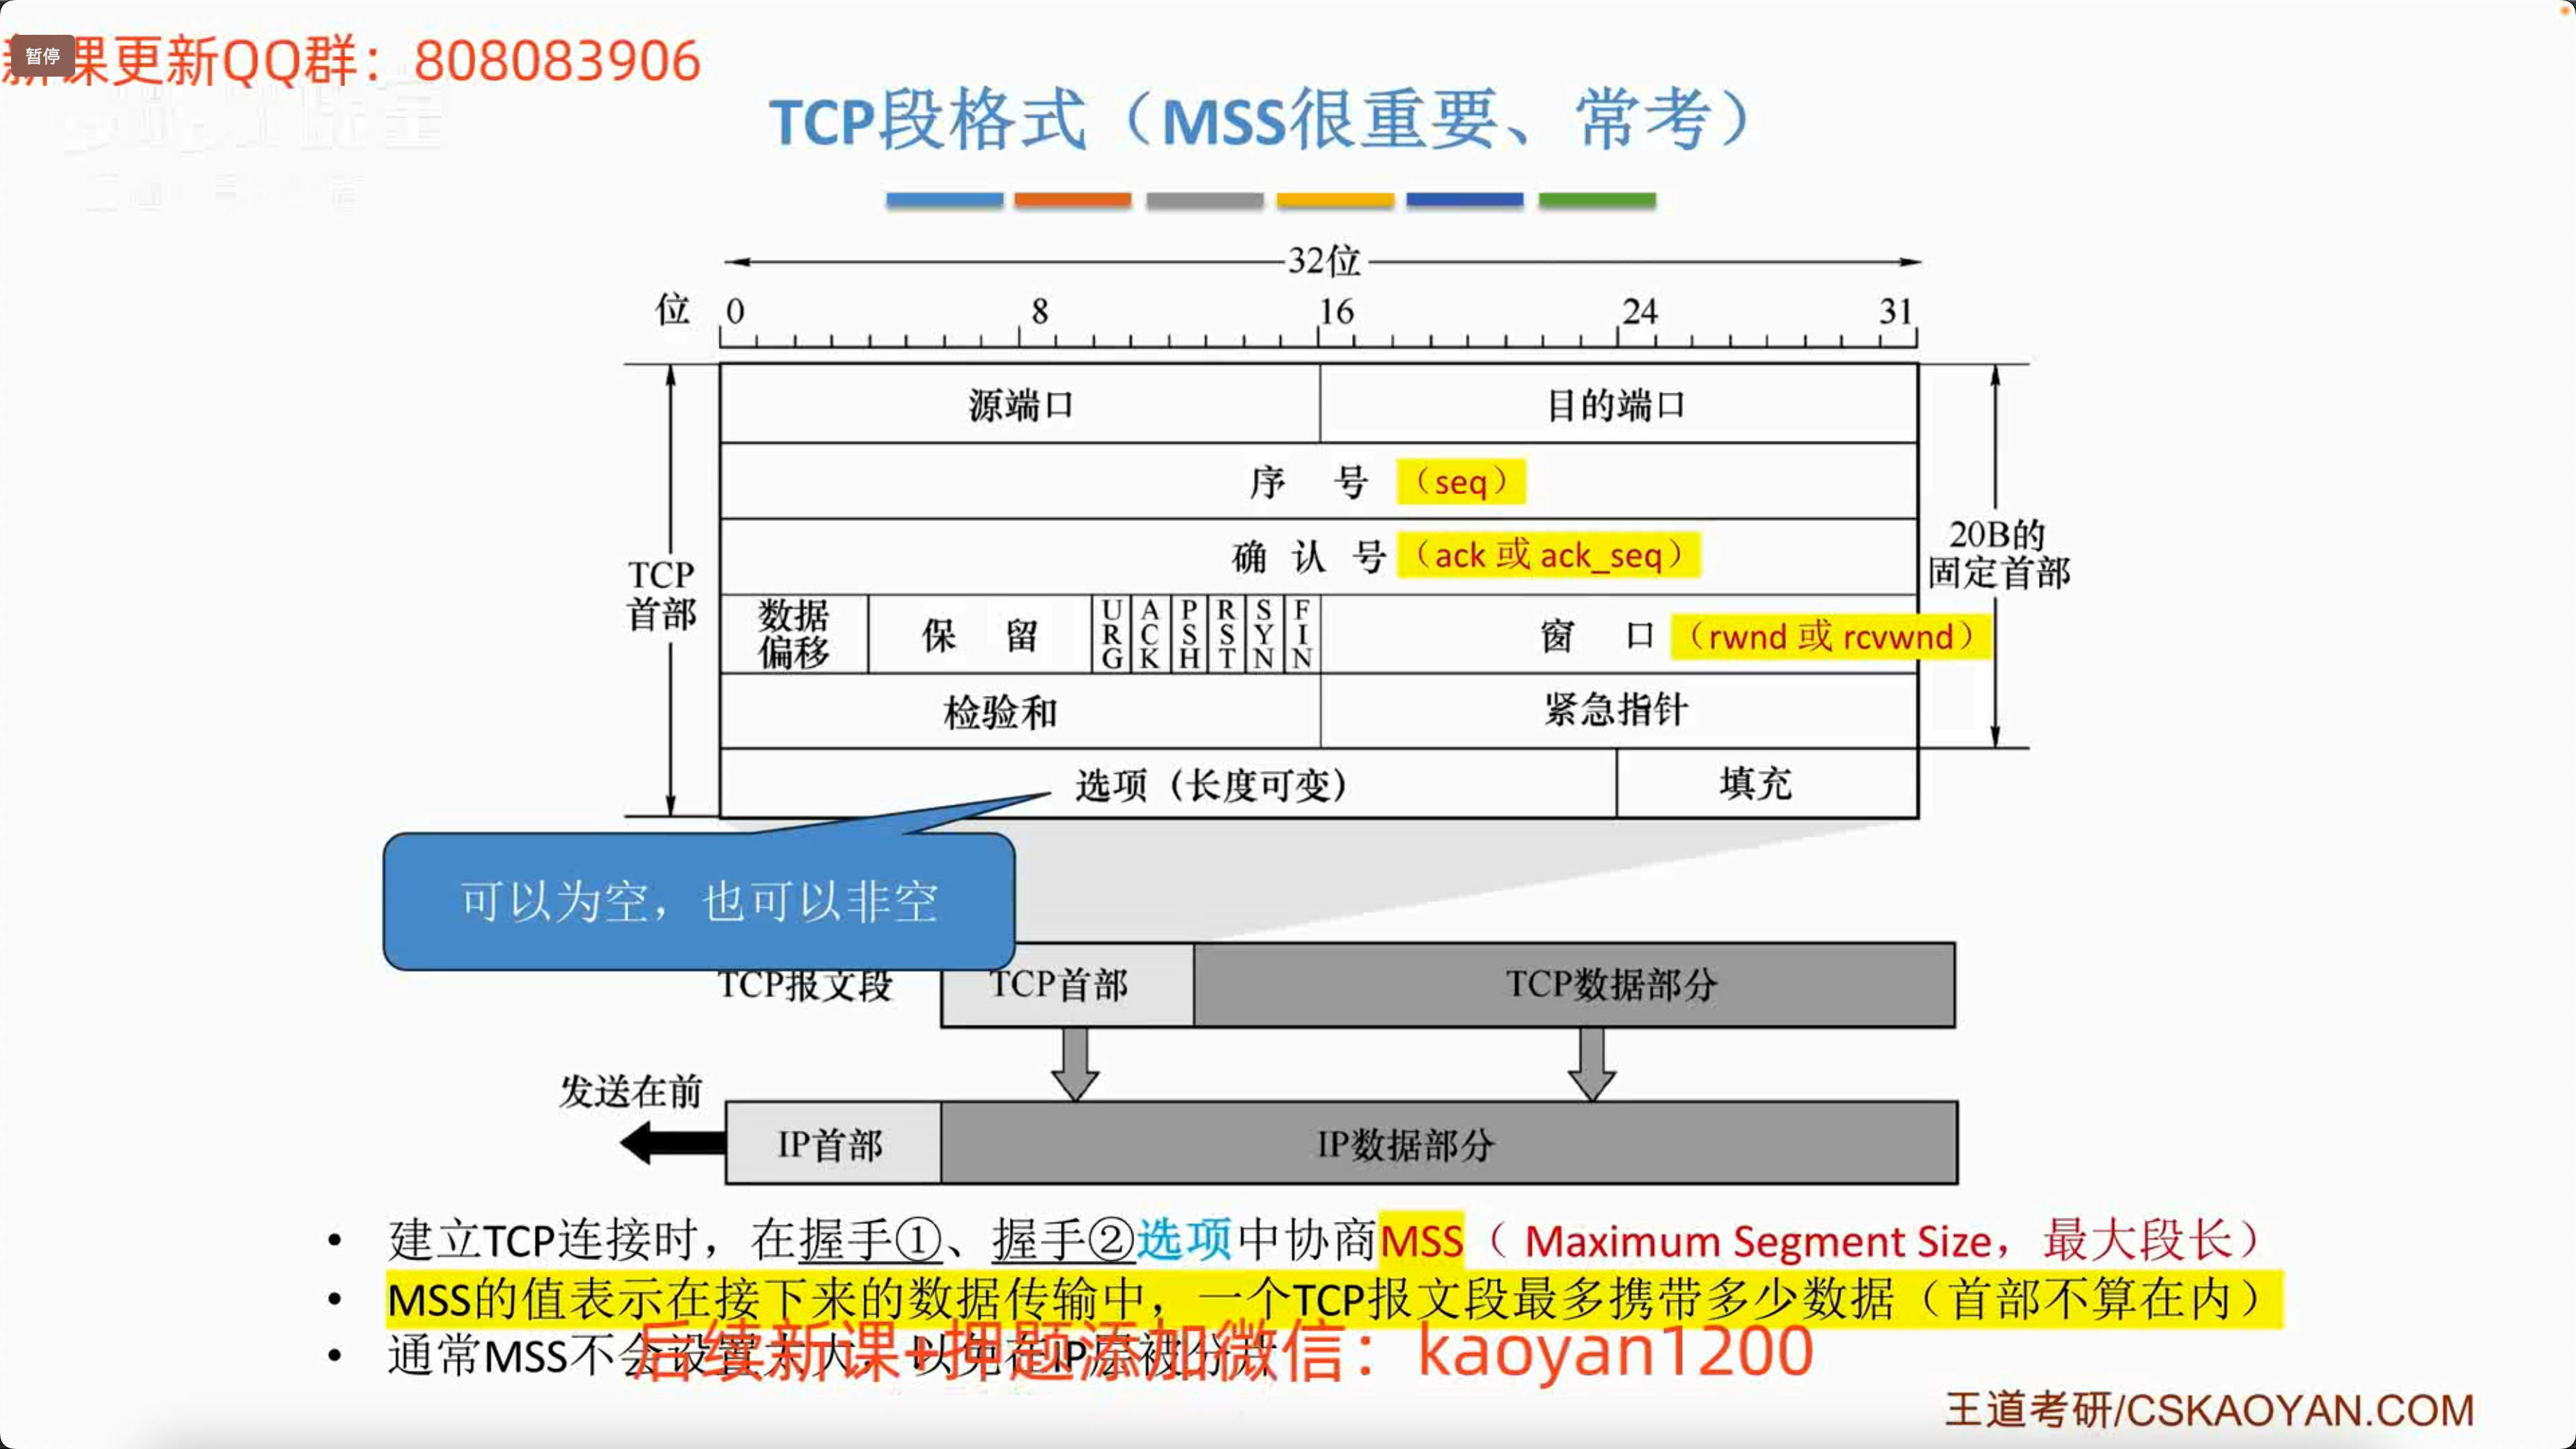 新课更新QQ群：808083906
暂停
TCP段格式（MSS很重要、常考）
32位
位 0 8 16 24 31
源端口 目的端口
序 号 （seq）
确 认 号 （ack 或 ack_seq）
TCP
首部
20B的
固定首部
数据
偏移
保 留
URG ACK PSH RST SYN FIN
窗 口 （rwnd 或 rcvwnd）
检验和 紧急指针
选项（长度可变） 填充
可以为空，也可以非空
TCP报文段 TCP首部 TCP数据部分
发送在前
IP首部 IP数据部分
• 建立TCP连接时，在握手①、握手②选项中协商MSS（ Maximum Segment Size，最大段长）
• MSS的值表示在接下来的数据传输中，一个TCP报文段最多携带多少数据（首部不算在内）
• 通常MSS不会设置太大，以免在IP层被分片
后续新课+押题添加微信：kaoyan1200
王道考研/CSKAOYAN.COM